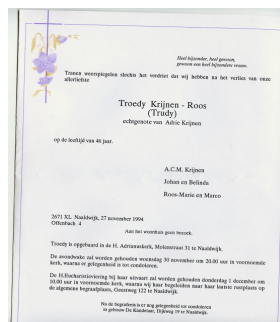 Heel bijzonder, heel gewoon,
gewoon een heel bijzondere vrouw.
Tranen weerspiegelen slechts het verdriet dat wij hebben na het verlies van onze
allerliefste
Troedy Krijnen - Roos
(Trudy)
echtgenote van Adrie Krijnen
op de leeftijd van 46 jaar.
A.C.M. Krijnen
Johan en Belinda
Roos-Marie en Marco
2671 XL Naaldwijk, 27 november 1994
Offenbach 4
Aan het woonhuis geen bezoek.
Troedy is opgebaard in de H. Adrianuskerk, Molenstraat 31 te Naaldwijk.
De avondwake zal worden gehouden woensdag 30 november om 20.00 uur in voornoemde
kerk, waarna er gelegenheid is tot condoleren.
De H.Eucharistieviering bij haar uitvaart zal worden gehouden donderdag 1 december om
10.00 uur in voornoemde kerk, waarna wij haar begeleiden naar haar laatste rustplaats op
de algemene begraafplaats, Geestweg 122 te Naaldwijk.
Na de begrafenis is er nog gelegenheid tot condoleren
in gebouw De Kandelaar, Dijkweg 19 te Naaldwijk.